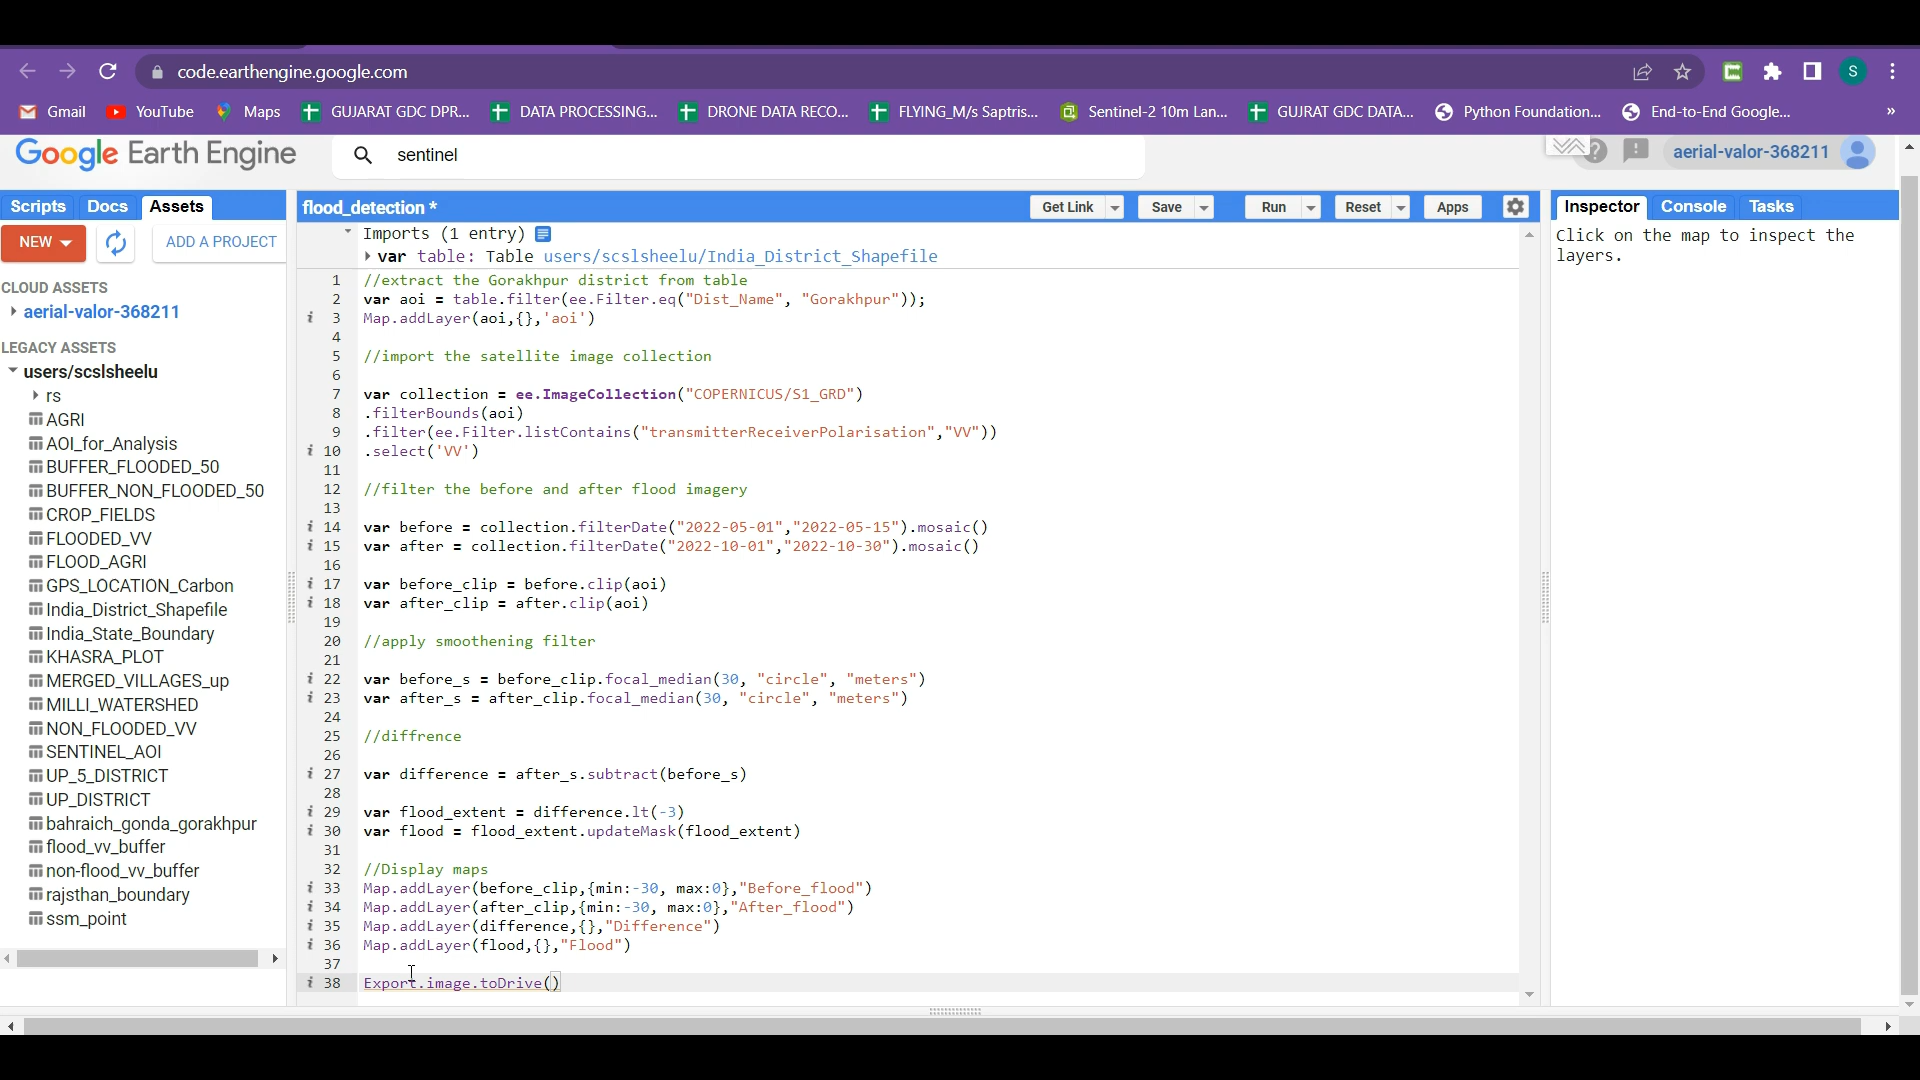 code.earthengine.google.com
S
Gmail YouTube Maps GUJARAT GDC DPR... DATA PROCESSING... DRONE DATA RECO... FLYING_M/s Saptris... Sentinel-2 10m Lan... GUJRAT GDC DATA... Python Foundation... End-to-End Google... »
Google Earth Engine
sentinel
aerial-valor-368211
Scripts Docs Assets
NEW ADD A PROJECT
CLOUD ASSETS
aerial-valor-368211
LEGACY ASSETS
users/scslsheelu
rs
AGRI
AOI_for_Analysis
BUFFER_FLOODED_50
BUFFER_NON_FLOODED_50
CROP_FIELDS
FLOODED_VV
FLOOD_AGRI
GPS_LOCATION_Carbon
India_District_Shapefile
India_State_Boundary
KHASRA_PLOT
MERGED_VILLAGES_up
MILLI_WATERSHED
NON_FLOODED_VV
SENTINEL_AOI
UP_5_DISTRICT
UP_DISTRICT
bahraich_gonda_gorakhpur
flood_vv_buffer
non-flood_vv_buffer
rajsthan_boundary
ssm_point
flood_detection *
Get Link Save Run Reset Apps
Imports (1 entry)
var table: Table users/scslsheelu/India_District_Shapefile
1 //extract the Gorakhpur district from table
2 var aoi = table.filter(ee.Filter.eq("Dist_Name", "Gorakhpur"));
i 3 Map.addLayer(aoi,{},'aoi')
4
5 //import the satellite image collection
6
7 var collection = ee.ImageCollection("COPERNICUS/S1_GRD")
8 .filterBounds(aoi)
9 .filter(ee.Filter.listContains("transmitterReceiverPolarisation","VV"))
i 10 .select('VV')
11
12 //filter the before and after flood imagery
13
i 14 var before = collection.filterDate("2022-05-01","2022-05-15").mosaic()
i 15 var after = collection.filterDate("2022-10-01","2022-10-30").mosaic()
16
i 17 var before_clip = before.clip(aoi)
i 18 var after_clip = after.clip(aoi)
19
20 //apply smoothening filter
21
i 22 var before_s = before_clip.focal_median(30, "circle", "meters")
i 23 var after_s = after_clip.focal_median(30, "circle", "meters")
24
25 //diffrence
26
i 27 var difference = after_s.subtract(before_s)
28
i 29 var flood_extent = difference.lt(-3)
i 30 var flood = flood_extent.updateMask(flood_extent)
31
32 //Display maps
i 33 Map.addLayer(before_clip,{min:-30, max:0},"Before_flood")
i 34 Map.addLayer(after_clip,{min:-30, max:0},"After_flood")
i 35 Map.addLayer(difference,{},"Difference")
i 36 Map.addLayer(flood,{},"Flood")
37
i 38 Export.image.toDrive()
Inspector Console Tasks
Click on the map to inspect the
layers.